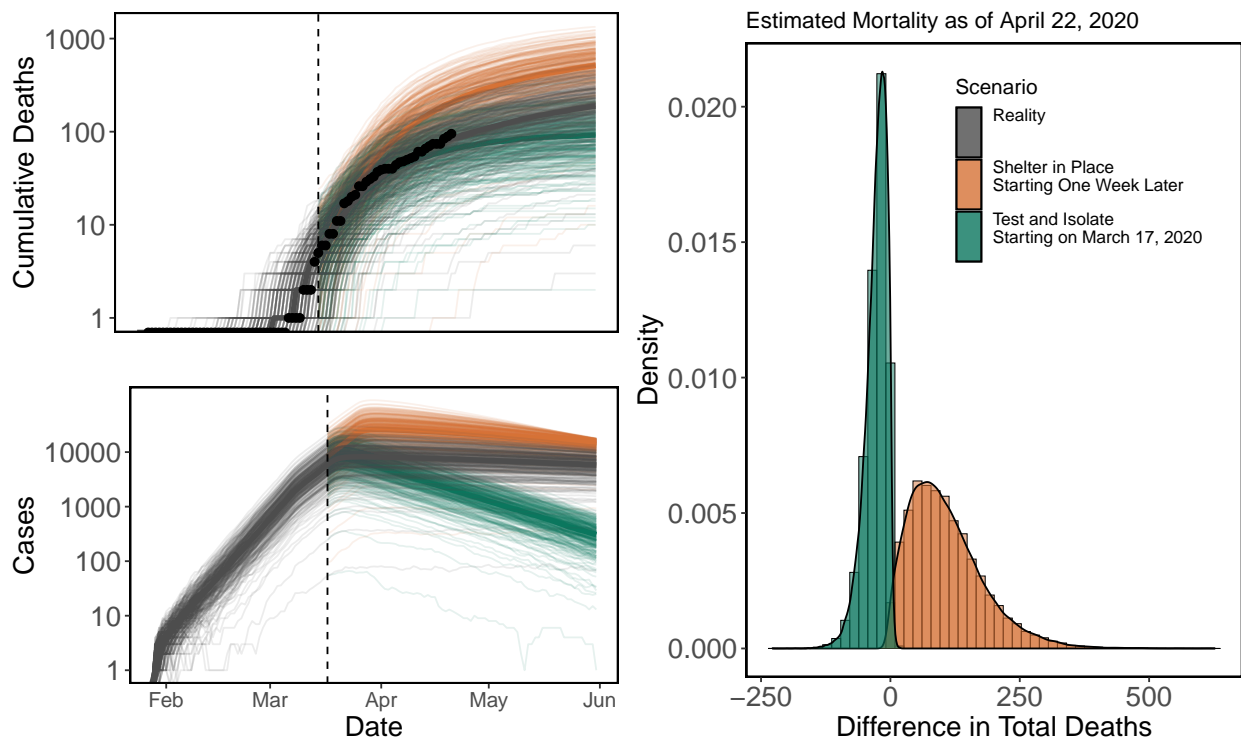 Cumulative Deaths
1000
100
10
1
Cases
10000
1000
100
10
1
Feb
Mar
Apr
May
Jun
Date
Estimated Mortality as of April 22, 2020
Density
0.020
0.015
0.010
0.005
0.000
Scenario
Reality
Shelter in Place
Starting One Week Later
Test and Isolate
Starting on March 17, 2020
−250
0
250
500
Difference in Total Deaths